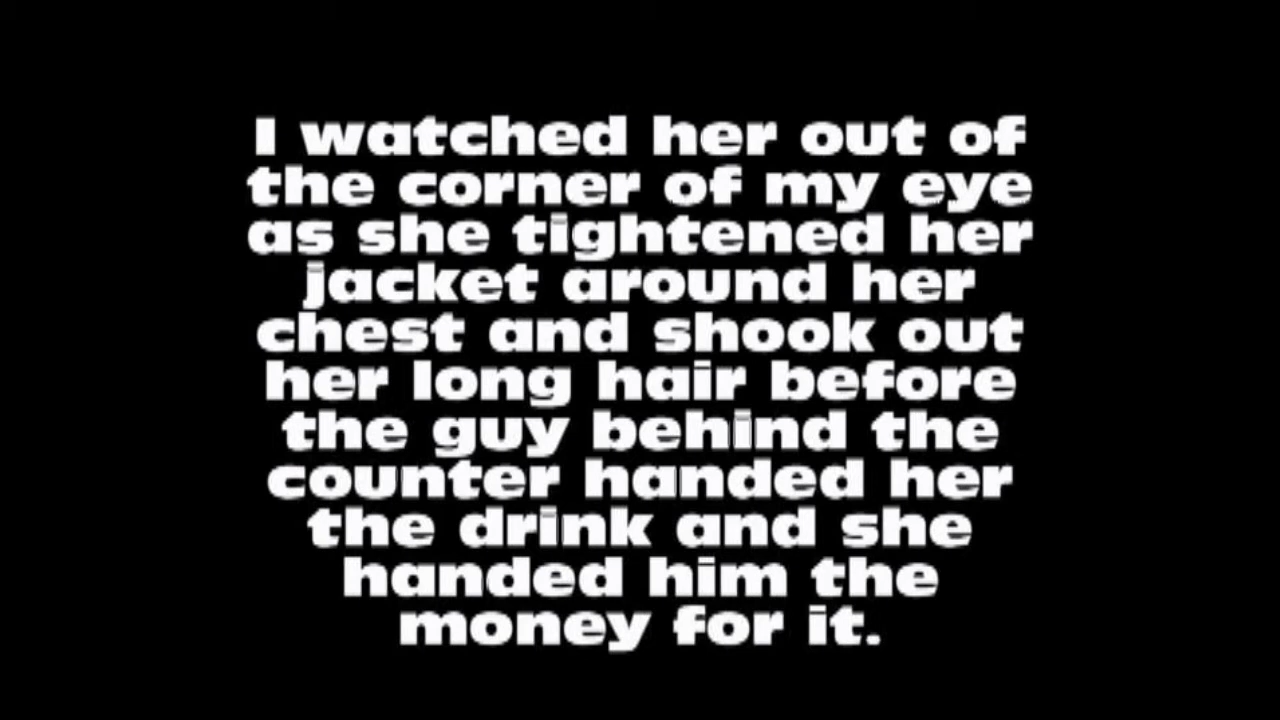 I watched her out of
the corner of my eye
as she tightened her
jacket around her
chest and shook out
her long hair before
the guy behind the
counter handed her
the drink and she
handed him the
money for it.